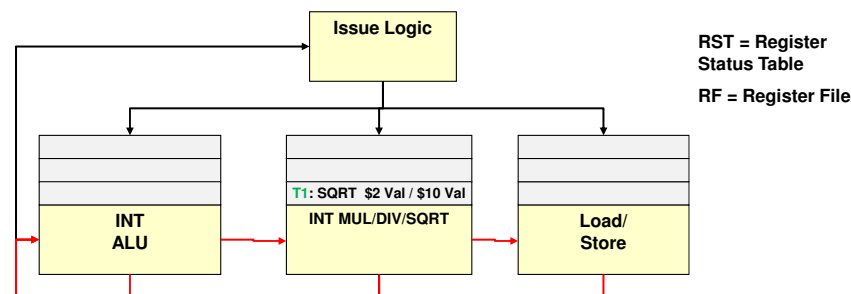 Issue Logic
RST = Register
Status Table
RF = Register File
T1: SQRT $2 Val / $10 Val
INT
ALU
INT MUL/DIV/SQRT
Load/
Store